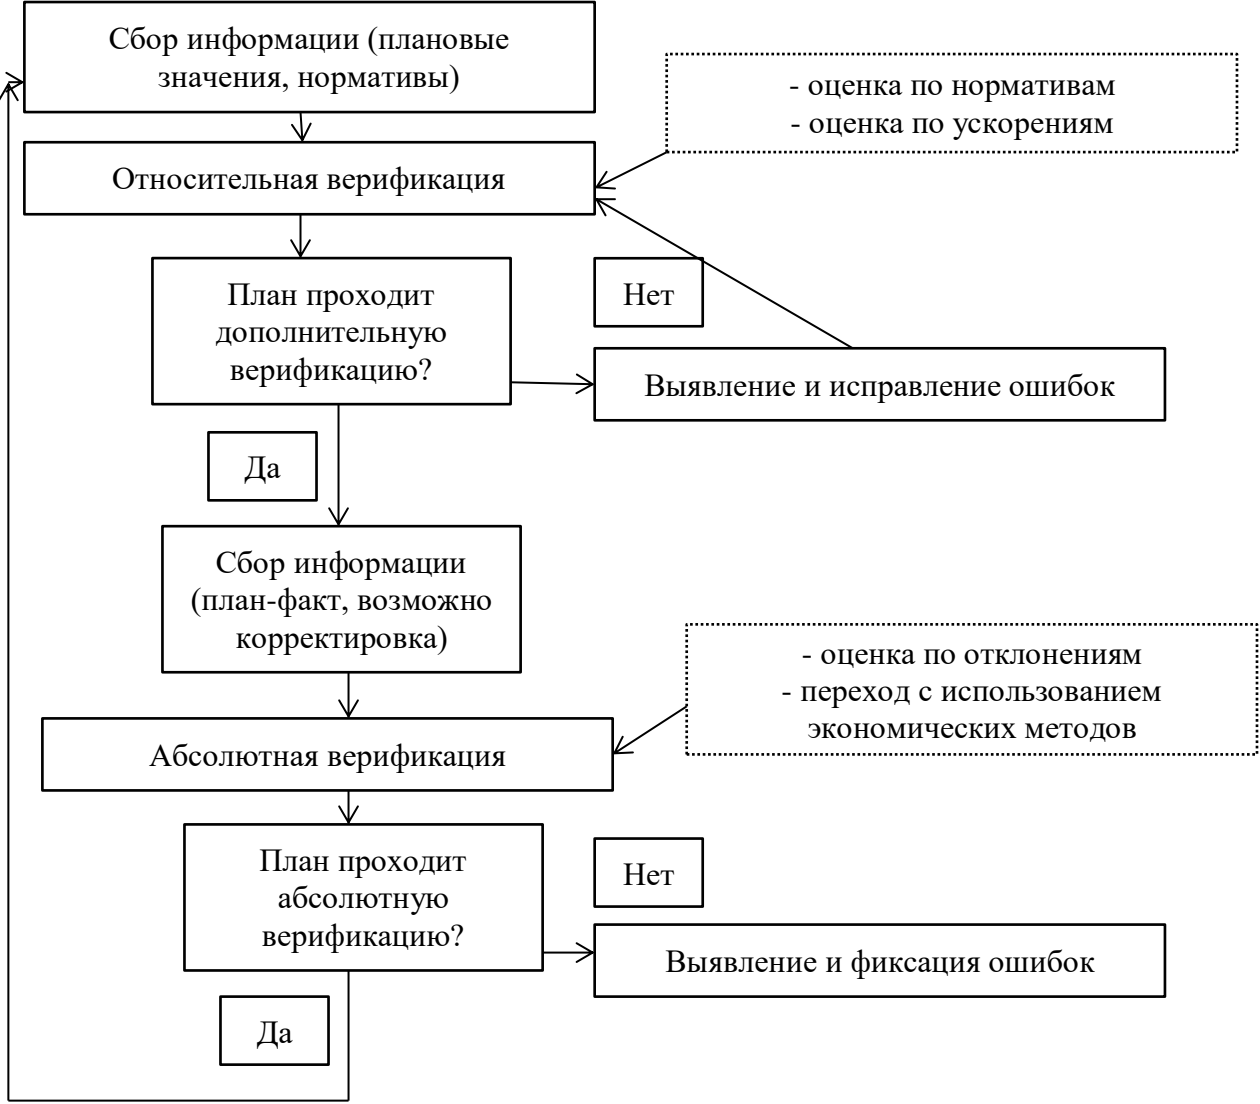 Сбор информации (плановые
значения, нормативы)
- оценка по нормативам
- оценка по ускорениям
Относительная верификация
План проходит
дополнительную
верификацию?
Нет
Выявление и исправление ошибок
Да
Сбор информации
(план-факт, возможно
корректировка)
- оценка по отклонениям
- переход с использованием
экономических методов
Абсолютная верификация
План проходит
абсолютную
верификацию?
Нет
Выявление и фиксация ошибок
Да